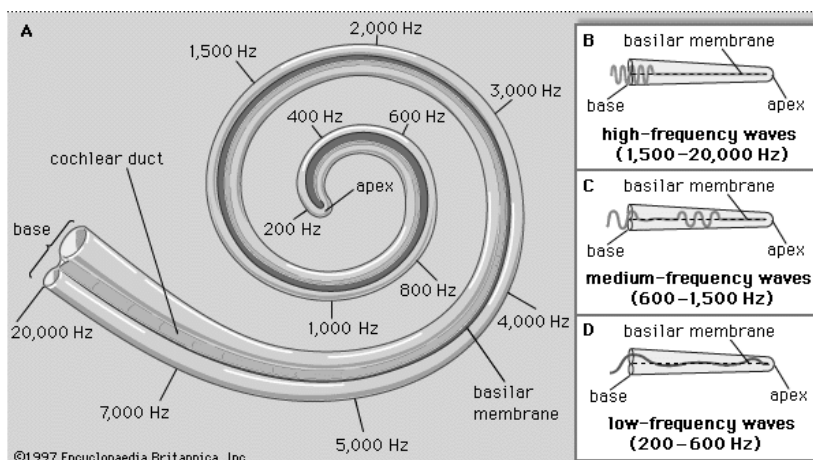 A
2,000 Hz
1,500 Hz
3,000 Hz
400 Hz
600 Hz
cochlear duct
apex
200 Hz
base
800 Hz
20,000 Hz
1,000 Hz
4,000 Hz
7,000 Hz
basilar
membrane
5,000 Hz
©1997 Encyclopaedia Britannica, Inc.
B
basilar membrane
base
apex
high-frequency waves
(1,500–20,000 Hz)
C
basilar membrane
base
apex
medium-frequency waves
(600–1,500 Hz)
D
basilar membrane
base
apex
low-frequency waves
(200–600 Hz)